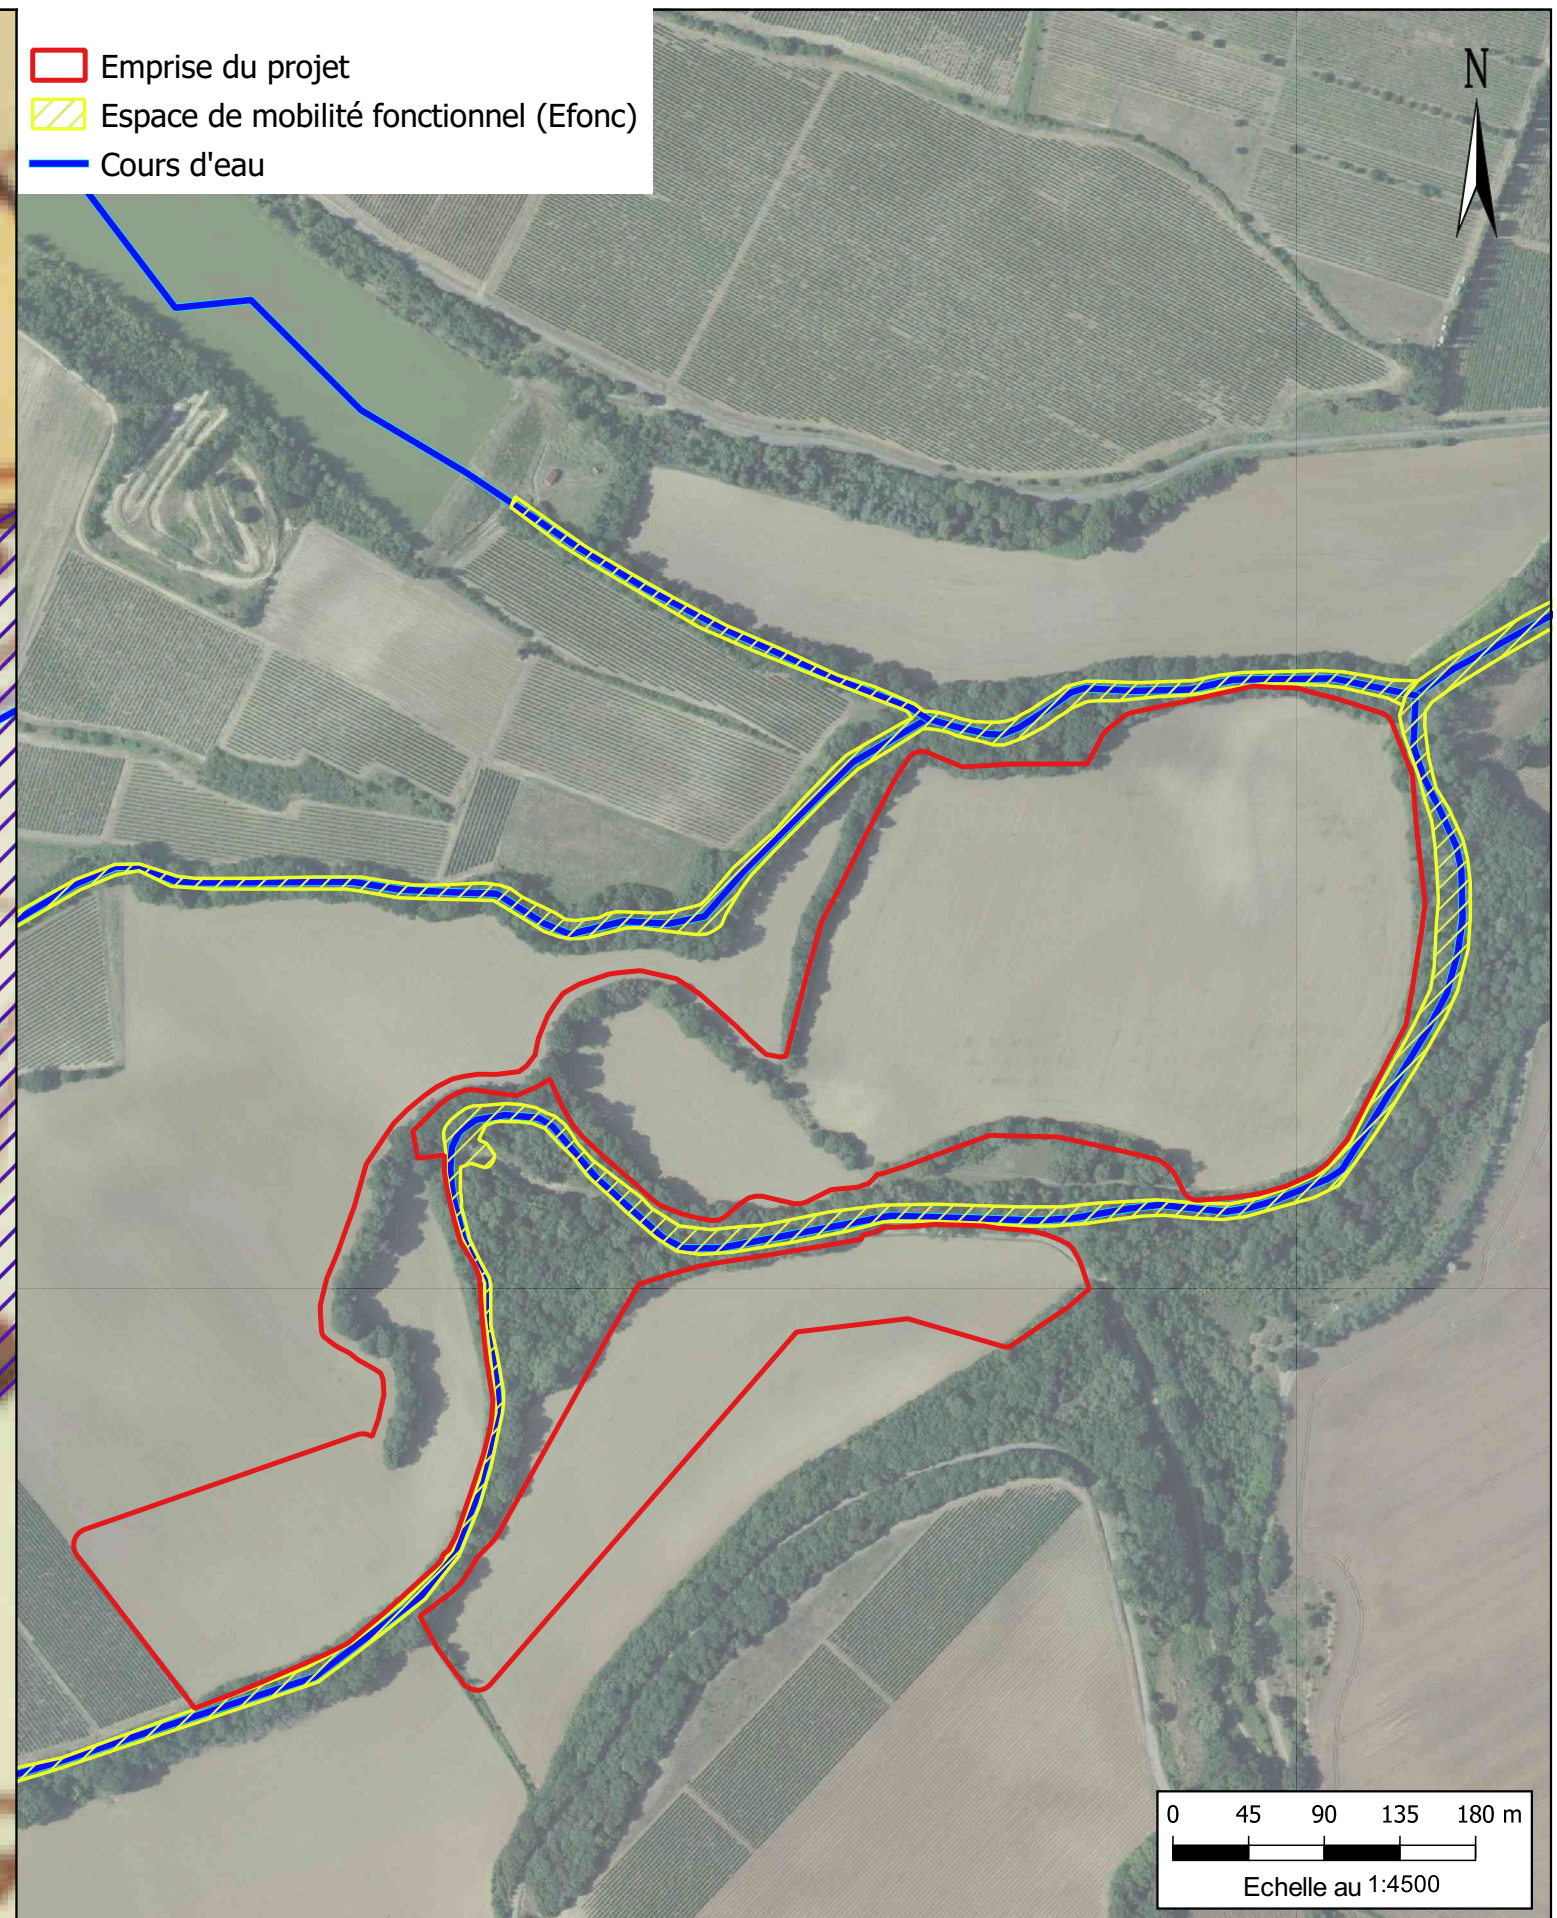 Emprise du projet
Espace de mobilité fonctionnel (Efonc)
Cours d'eau
N
0 45 90 135 180 m
Echelle au 1:4500